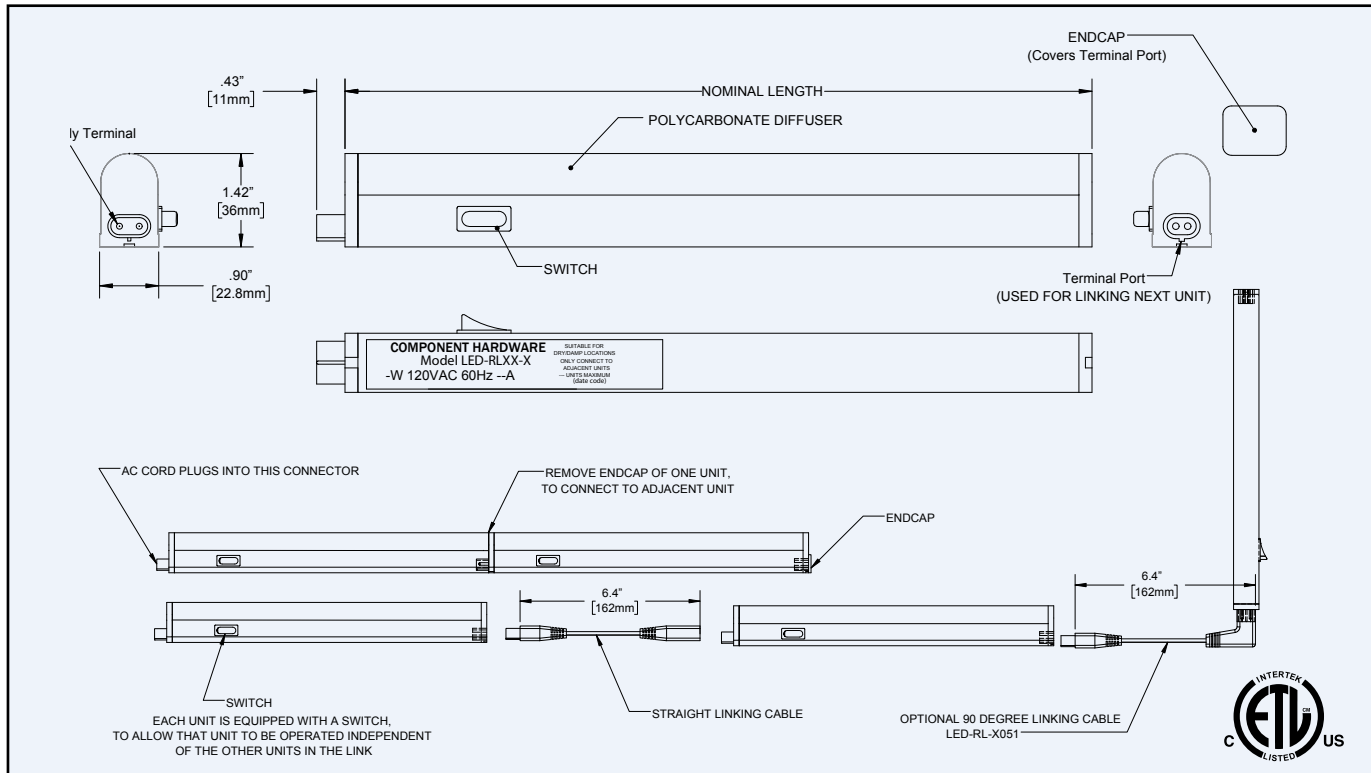 ENDCAP
(Covers Terminal Port)
.43"
[11mm]
NOMINAL LENGTH
POLYCARBONATE DIFFUSER
ly Terminal
1.42"
[36mm]
.90"
[22.8mm]
SWITCH
Terminal Port
(USED FOR LINKING NEXT UNIT)
COMPONENT HARDWARE
Model LED-RLXX-X
-W 120VAC 60Hz --A
SUITABLE FOR
DRY/DAMP LOCATIONS
ONLY CONNECT TO
ADJACENT UNITS
--- UNITS MAXIMUM
(date code)
AC CORD PLUGS INTO THIS CONNECTOR
REMOVE ENDCAP OF ONE UNIT,
TO CONNECT TO ADJACENT UNIT
ENDCAP
6.4"
[162mm]
6.4"
[162mm]
SWITCH
EACH UNIT IS EQUIPPED WITH A SWITCH,
TO ALLOW THAT UNIT TO BE OPERATED INDEPENDENT
OF THE OTHER UNITS IN THE LINK
STRAIGHT LINKING CABLE
OPTIONAL 90 DEGREE LINKING CABLE
LED-RL-X051
INTERTEK
ETL
CM
LISTED
C US